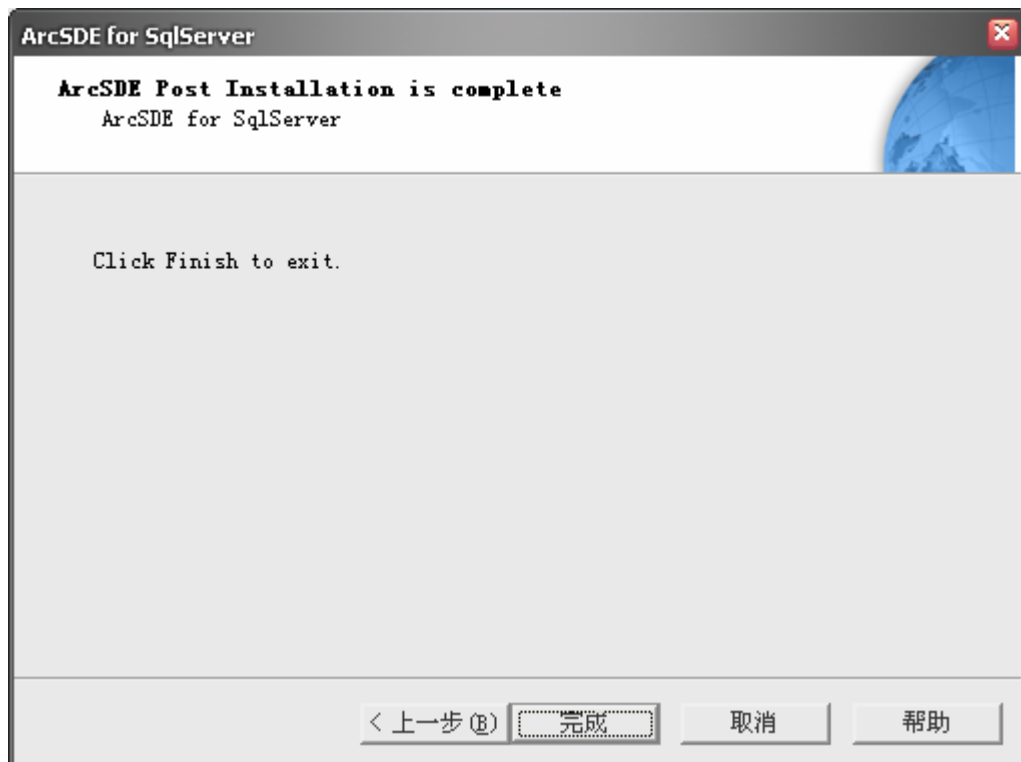 ArcSDE for SqlServer
ArcSDE Post Installation is complete
ArcSDE for SqlServer
Click Finish to exit.
< 上一步(B) 完成 取消 帮助